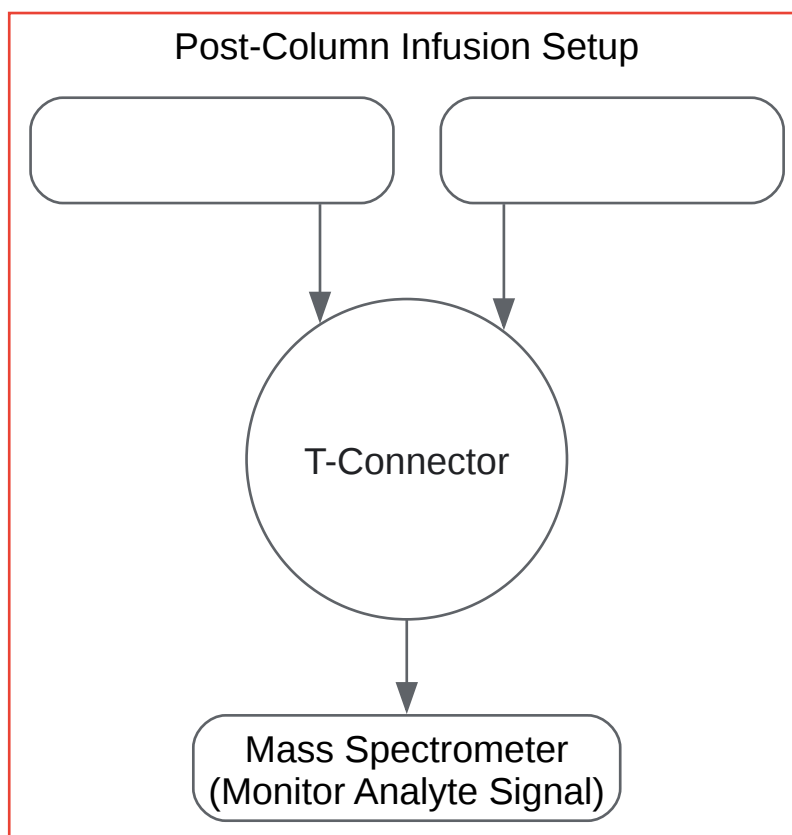 Post-Column Infusion Setup
T-Connector
Mass Spectrometer
(Monitor Analyte Signal)